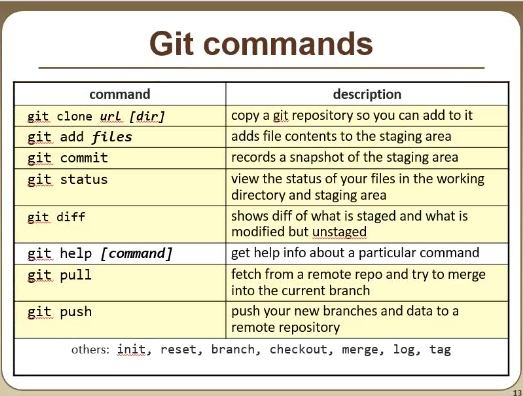 Git commands
command description
git clone url [dir] copy a git repository so you can add to it
git add files adds file contents to the staging area
git commit records a snapshot of the staging area
git status view the status of your files in the working
directory and staging area
git diff shows diff of what is staged and what is
modified but unstaged
git help [command] get help info about a particular command
git pull fetch from a remote repo and try to merge
into the current branch
git push push your new branches and data to a
remote repository
others: init, reset, branch, checkout, merge, log, tag
13